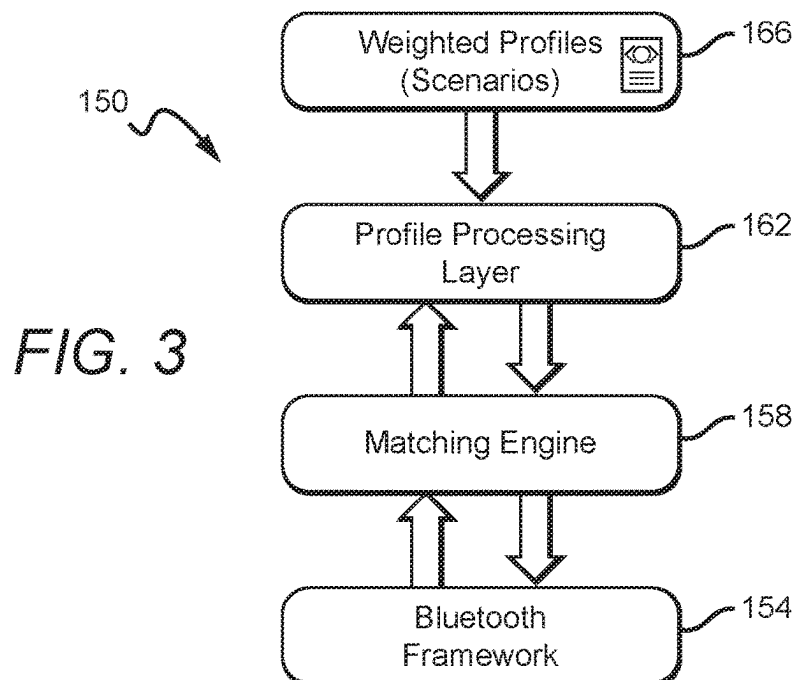 Weighted Profiles
(Scenarios)
166
150
Profile Processing
Layer
162
FIG. 3
Matching Engine
158
Bluetooth
Framework
154